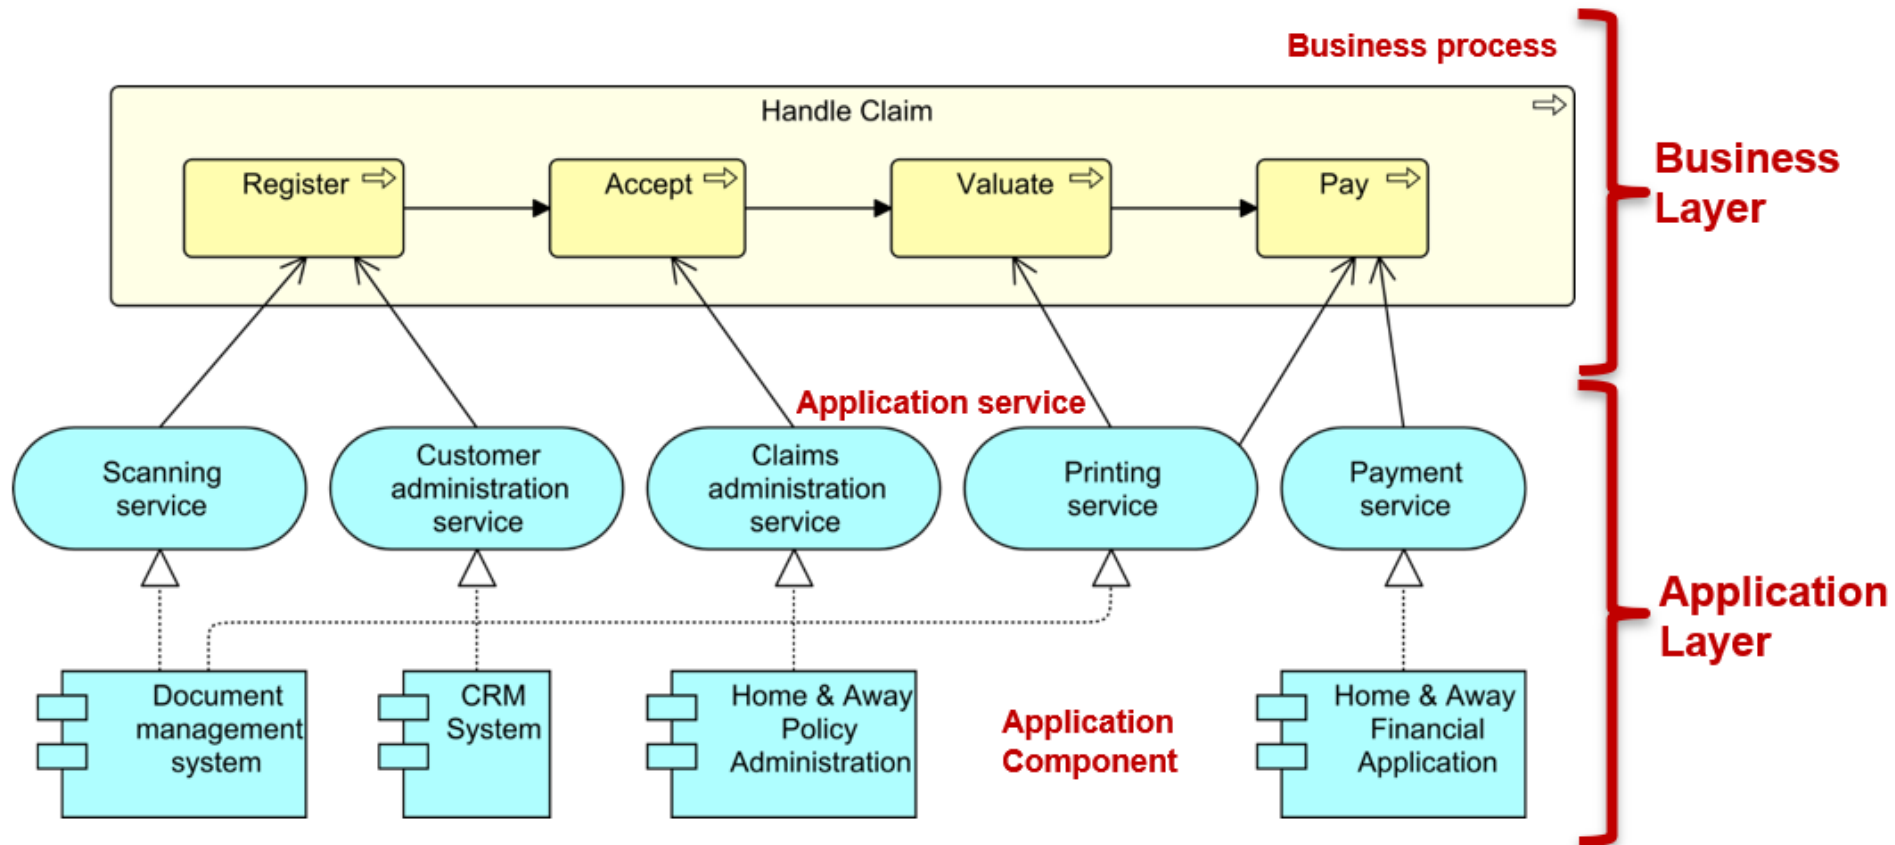 Business process
Handle Claim
Register
Accept
Valuate
Pay
Business
Layer
Application service
Scanning
service
Customer
administration
service
Claims
administration
service
Printing
service
Payment
service
Application
Layer
Document
management
system
CRM
System
Home & Away
Policy
Administration
Application
Component
Home & Away
Financial
Application